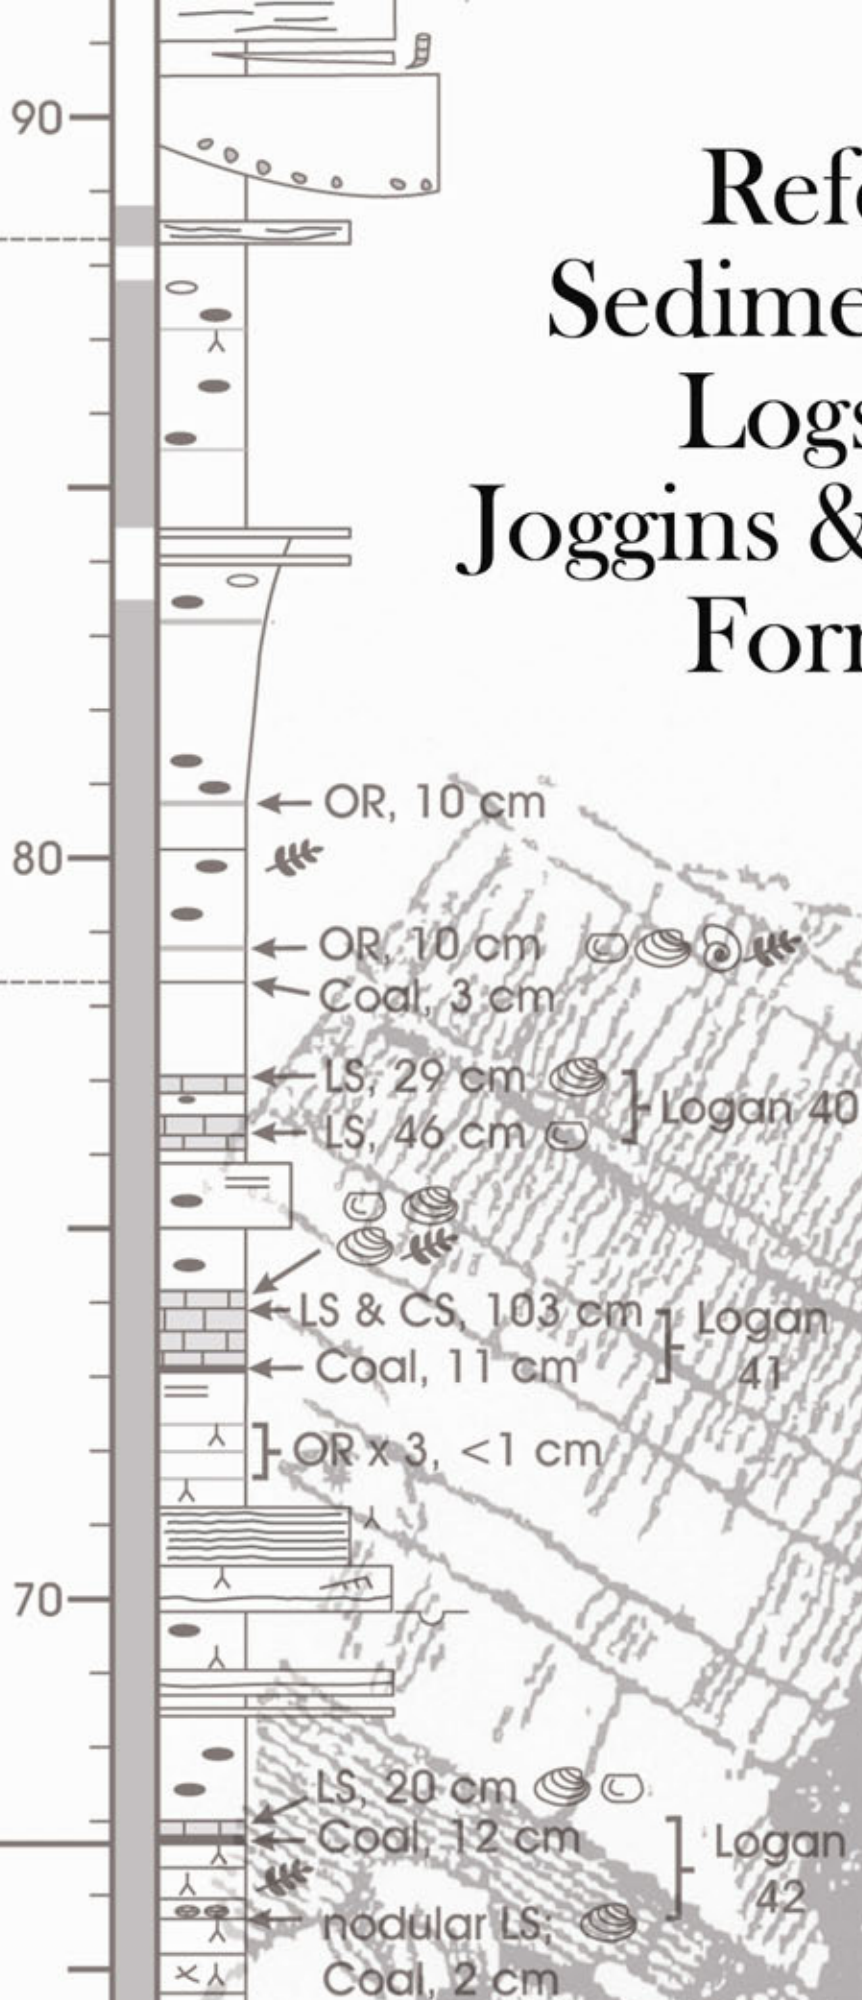 90
Sedime
Logs
Joggins &
OR, 10 cm
80
OR, 10 cm
Coal, 3 cm
LS, 29 cm
Logan 40
LS, 46 cm
LS & CS, 103 cm
Logan
41
Coal, 11 cm
OR x 3, <1 cm
70
LS, 20 cm
Coal, 12 cm
Logan
42
nodular LS;
Coal, 2 cm